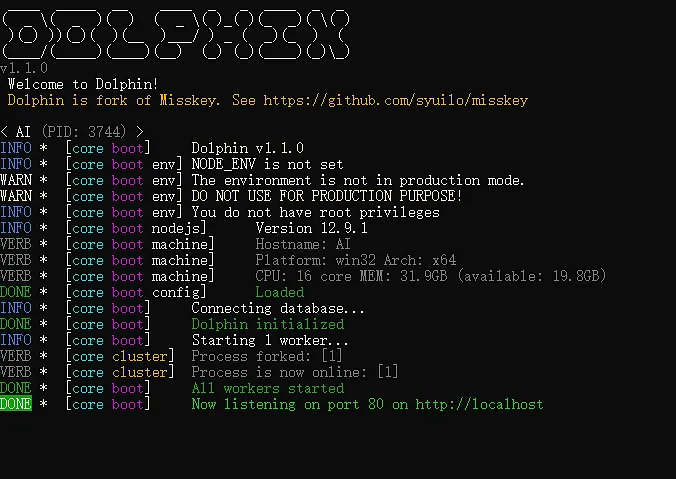 DOLPHIN
v1.1.0
Welcome to Dolphin!
Dolphin is fork of Misskey. See https://github.com/syuilo/misskey
< AI (PID: 3744) >
INFO * [core boot] Dolphin v1.1.0
INFO * [core boot env] NODE_ENV is not set
WARN * [core boot env] The environment is not in production mode.
WARN * [core boot env] DO NOT USE FOR PRODUCTION PURPOSE!
INFO * [core boot env] You do not have root privileges
INFO * [core boot nodejs] Version 12.9.1
VERB * [core boot machine] Hostname: AI
VERB * [core boot machine] Platform: win32 Arch: x64
VERB * [core boot machine] CPU: 16 core MEM: 31.9GB (available: 19.8GB)
DONE * [core boot config] Loaded
INFO * [core boot] Connecting database...
DONE * [core boot] Dolphin initialized
INFO * [core boot] Starting 1 worker...
VERB * [core cluster] Process forked: [1]
VERB * [core cluster] Process is now online: [1]
DONE * [core boot] All workers started
DONE * [core boot] Now listening on port 80 on http://localhost